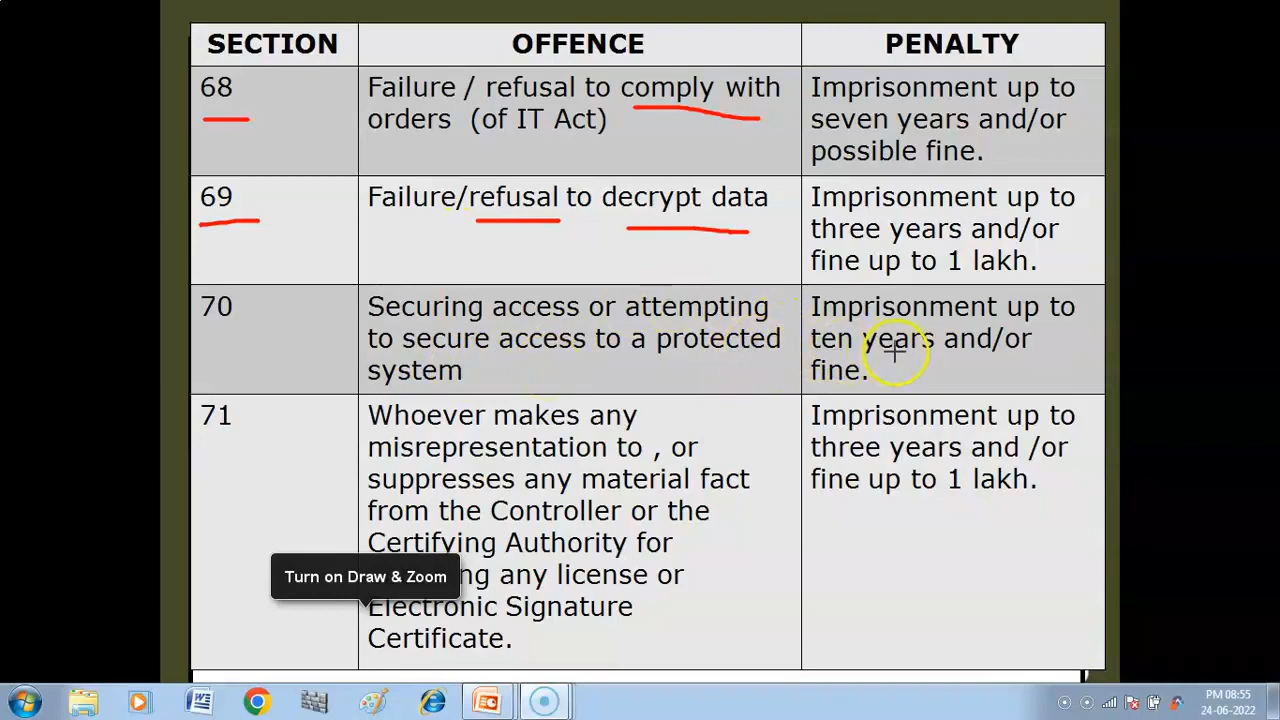 SECTION OFFENCE PENALTY
68 Failure / refusal to comply with Imprisonment up to
orders (of IT Act) seven years and/or
possible fine.
69 Failure/refusal to decrypt data Imprisonment up to
three years and/or
fine up to 1 lakh.
70 Securing access or attempting Imprisonment up to
to secure access to a protected ten years and/or
system fine.
71 Whoever makes any Imprisonment up to
misrepresentation to , or three years and /or
suppresses any material fact fine up to 1 lakh.
from the Controller or the
Certifying Authority for
Turn on Draw & Zoom
any license or
Electronic Signature
Certificate.
PM 08:55
24-06-2022